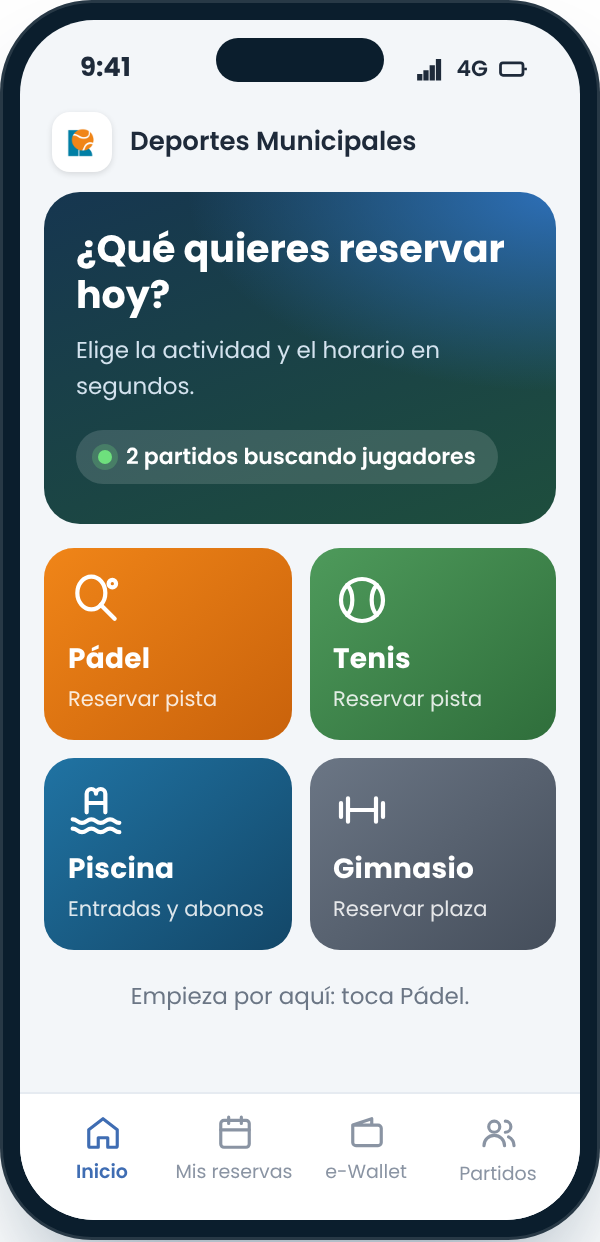 9:41
4G
Deportes Municipales
¿Qué quieres reservar
hoy?
Elige la actividad y el horario en
segundos.
2 partidos buscando jugadores
Pádel
Reservar pista
Tenis
Reservar pista
Piscina
Entradas y abonos
Gimnasio
Reservar plaza
Empieza por aquí: toca Pádel.
Inicio
Mis reservas
e-Wallet
Partidos